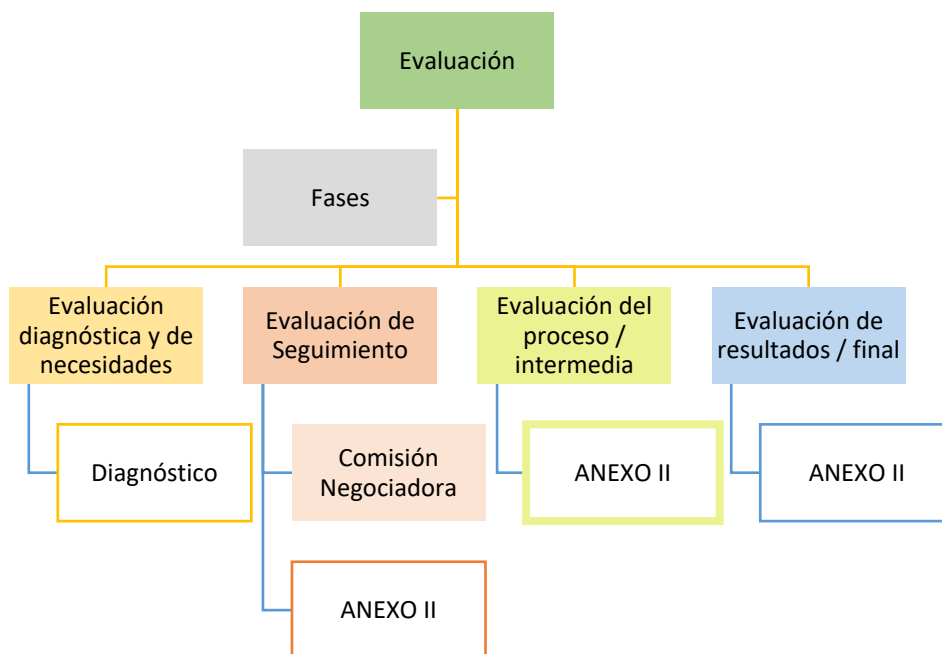 Evaluación
Fases
Evaluación
diagnóstica y de
necesidades
Evaluación de
Seguimiento
Evaluación del
proceso /
intermedia
Evaluación de
resultados / final
Diagnóstico
Comisión
Negociadora
ANEXO II
ANEXO II
ANEXO II